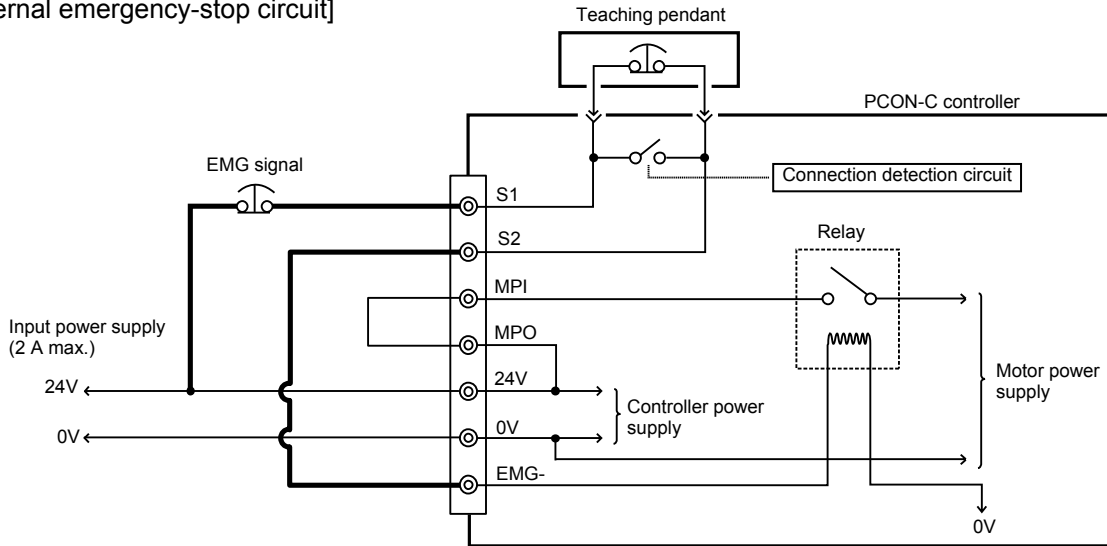 ernal emergency-stop circuit]
Teaching pendant
PCON-C controller
EMG signal
Connection detection circuit
S1
S2
Relay
MPI
Input power supply
(2 A max.)
MPO
24V
24V
Motor power
supply
Controller power
supply
0V
0V
EMG-
0V